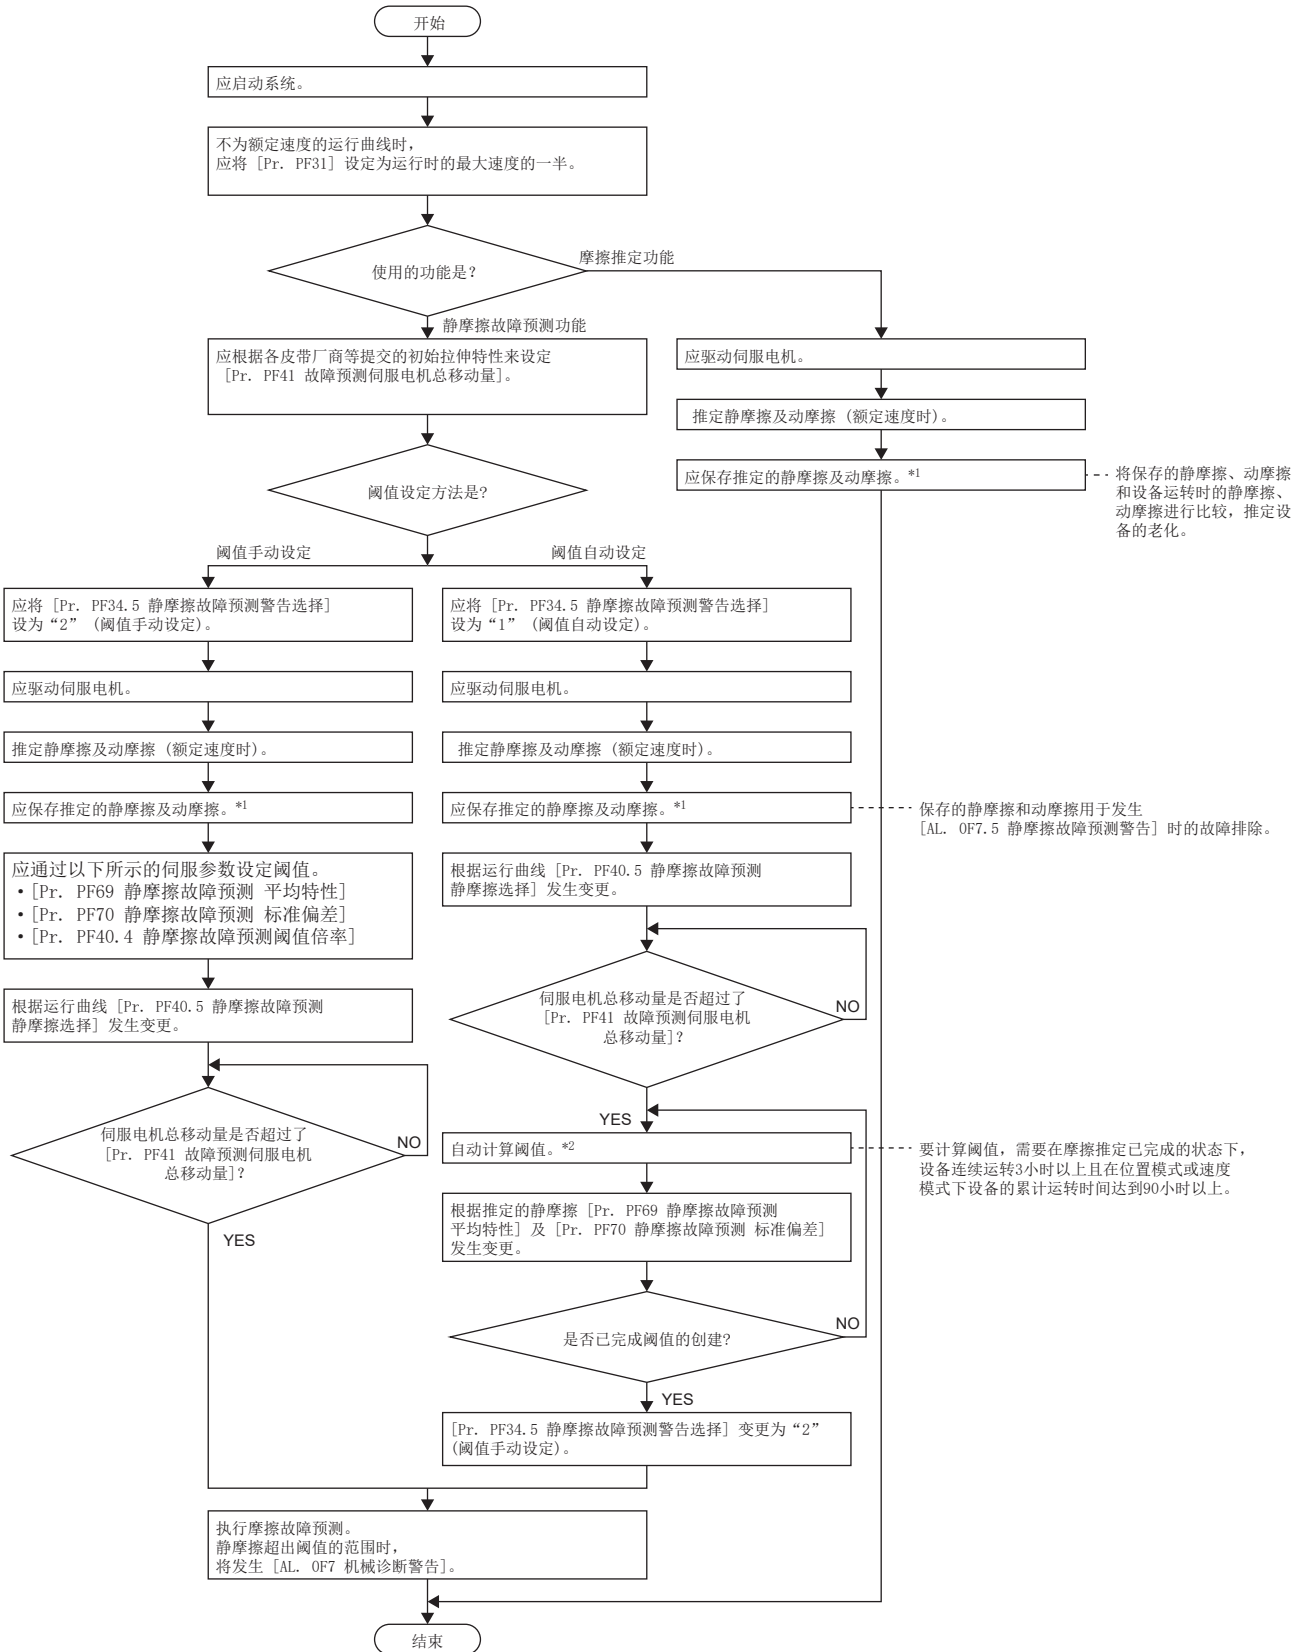 开始
应启动系统。
不为额定速度的运行曲线时，
应将 [Pr. PF31] 设定为运行时的最大速度的一半。
使用的功能是？
摩擦推定功能
静摩擦故障预测功能
应根据各皮带厂商等提交的初始拉伸特性来设定
[Pr. PF41 故障预测伺服电机总移动量]。
应驱动伺服电机。
推定静摩擦及动摩擦 (额定速度时)。
应保存推定的静摩擦及动摩擦。*1
将保存的静摩擦、动摩擦
和设备运转时的静摩擦、
动摩擦进行比较，推定设
备的老化。
阈值设定方法是？
阈值手动设定
阈值自动设定
应将 [Pr. PF34.5 静摩擦故障预测警告选择]
设为“2” (阈值手动设定)。
应驱动伺服电机。
推定静摩擦及动摩擦 (额定速度时)。
应保存推定的静摩擦及动摩擦。*1
应通过以下所示的伺服参数设定阈值。
・[Pr. PF69 静摩擦故障预测 平均特性]
・[Pr. PF70 静摩擦故障预测 标准偏差]
・[Pr. PF40.4 静摩擦故障预测阈值倍率]
根据运行曲线 [Pr. PF40.5 静摩擦故障预测
静摩擦选择] 发生变更。
伺服电机总移动量是否超过了
[Pr. PF41 故障预测伺服电机
总移动量]？
NO
YES
应将 [Pr. PF34.5 静摩擦故障预测警告选择]
设为“1” (阈值自动设定)。
应驱动伺服电机。
推定静摩擦及动摩擦 (额定速度时)。
应保存推定的静摩擦及动摩擦。*1
保存的静摩擦和动摩擦用于发生
[AL. 0F7.5 静摩擦故障预测警告] 时的故障排除。
根据运行曲线 [Pr. PF40.5 静摩擦故障预测
静摩擦选择] 发生变更。
伺服电机总移动量是否超过了
[Pr. PF41 故障预测伺服电机
总移动量]？
NO
YES
自动计算阈值。*2
要计算阈值，需要在摩擦推定已完成的状态下，
设备连续运转3小时以上且在位置模式或速度
模式下设备的累计运转时间达到90小时以上。
根据推定的静摩擦 [Pr. PF69 静摩擦故障预测
平均特性] 及 [Pr. PF70 静摩擦故障预测 标准偏差]
发生变更。
是否已完成阈值的创建?
NO
YES
[Pr. PF34.5 静摩擦故障预测警告选择] 变更为“2”
(阈值手动设定)。
执行摩擦故障预测。
静摩擦超出阈值的范围时，
将发生 [AL. 0F7 机械诊断警告]。
结束